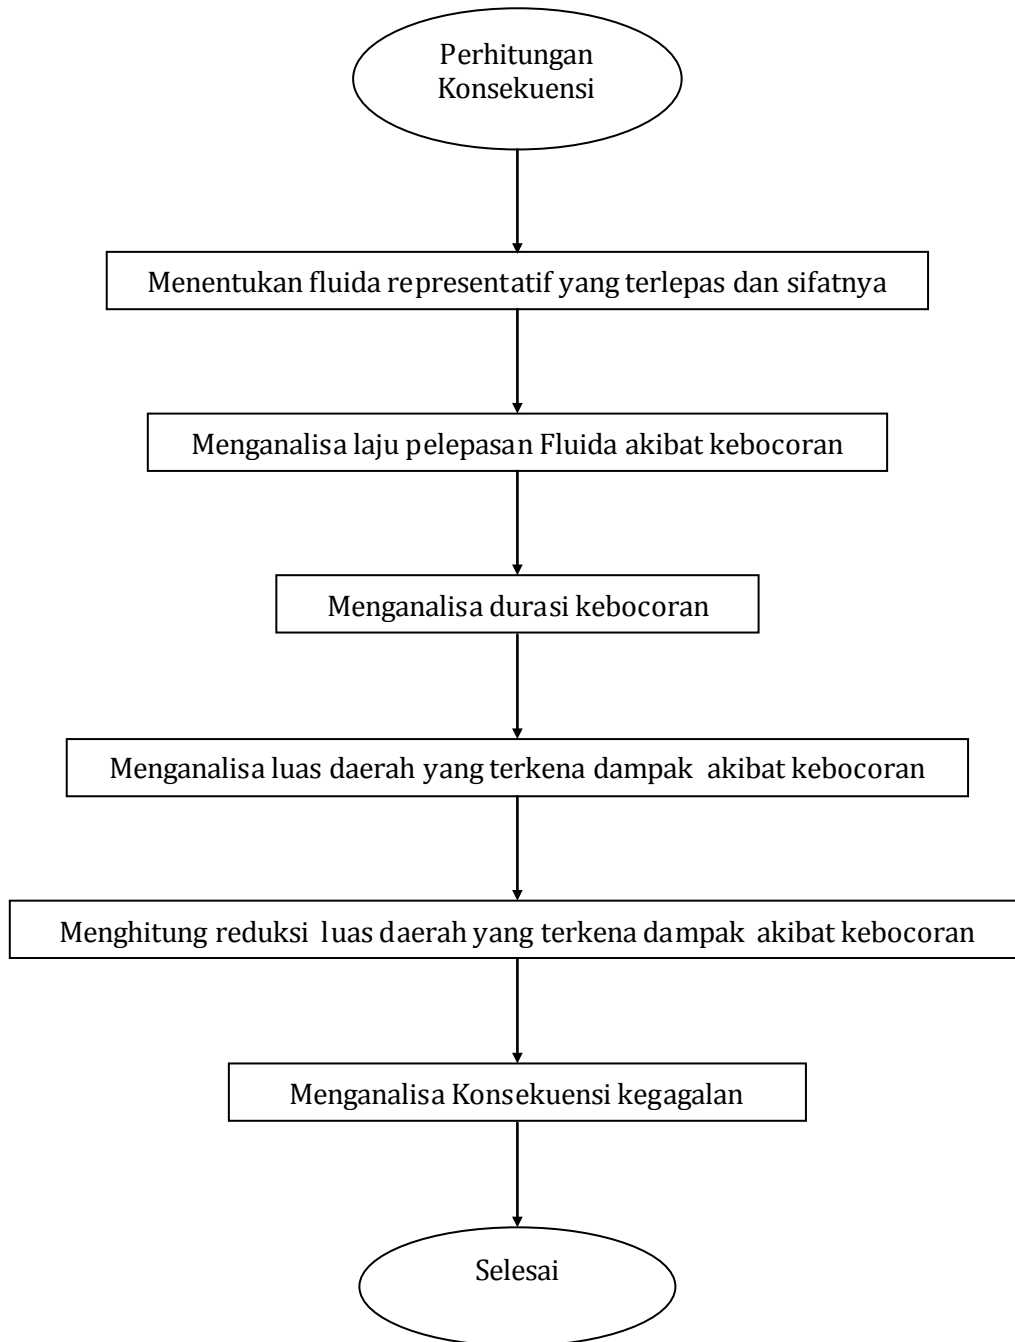 Perhitungan
Konsekuensi
Menentukan fluida representatif yang terlepas dan sifatnya
Menganalisa laju pelepasan Fluida akibat kebocoran
Menganalisa durasi kebocoran
Menganalisa luas daerah yang terkena dampak akibat kebocoran
Menghitung reduksi luas daerah yang terkena dampak akibat kebocoran
Menganalisa Konsekuensi kegagalan
Selesai